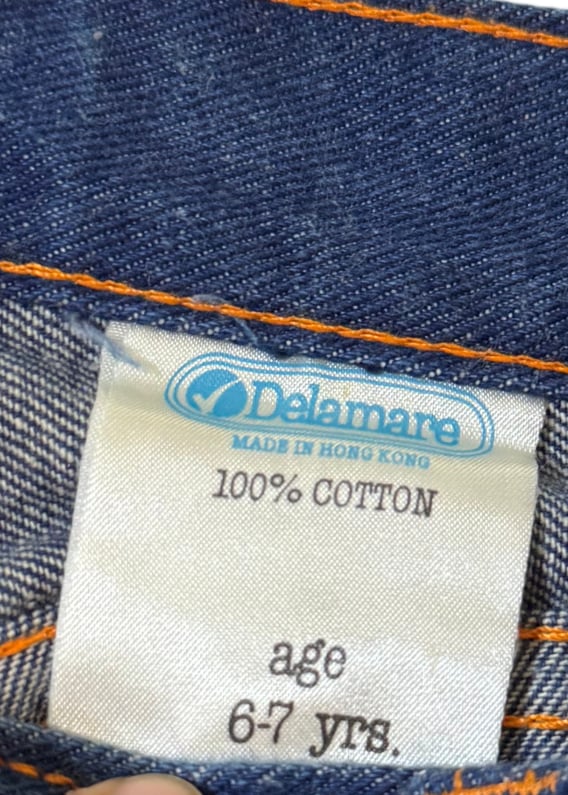 Delamare
MADE IN HONG KONG
100% COTTON
age
6-7 yrs.